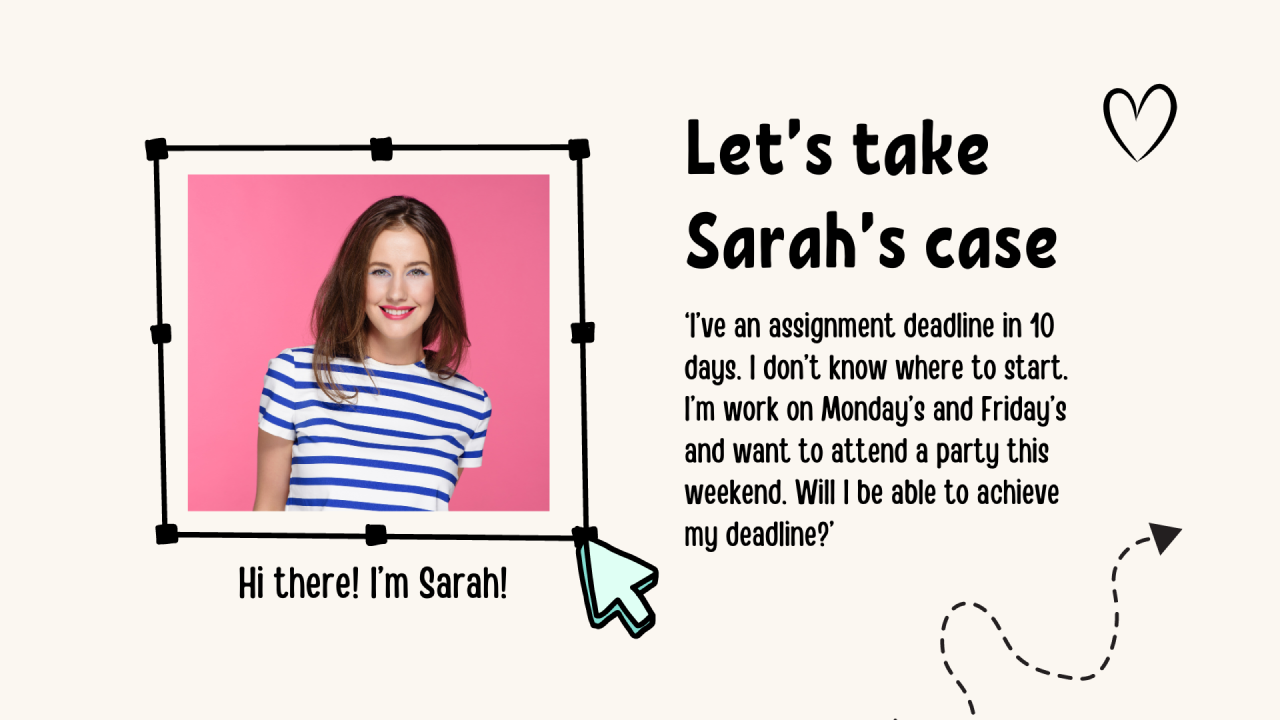 Let's take
Sarah's case
'I've an assignment deadline in 10
days. I don't know where to start.
I'm work on Monday's and Friday's
and want to attend a party this
weekend. Will I be able to achieve
my deadline?'
Hi there! I'm Sarah!